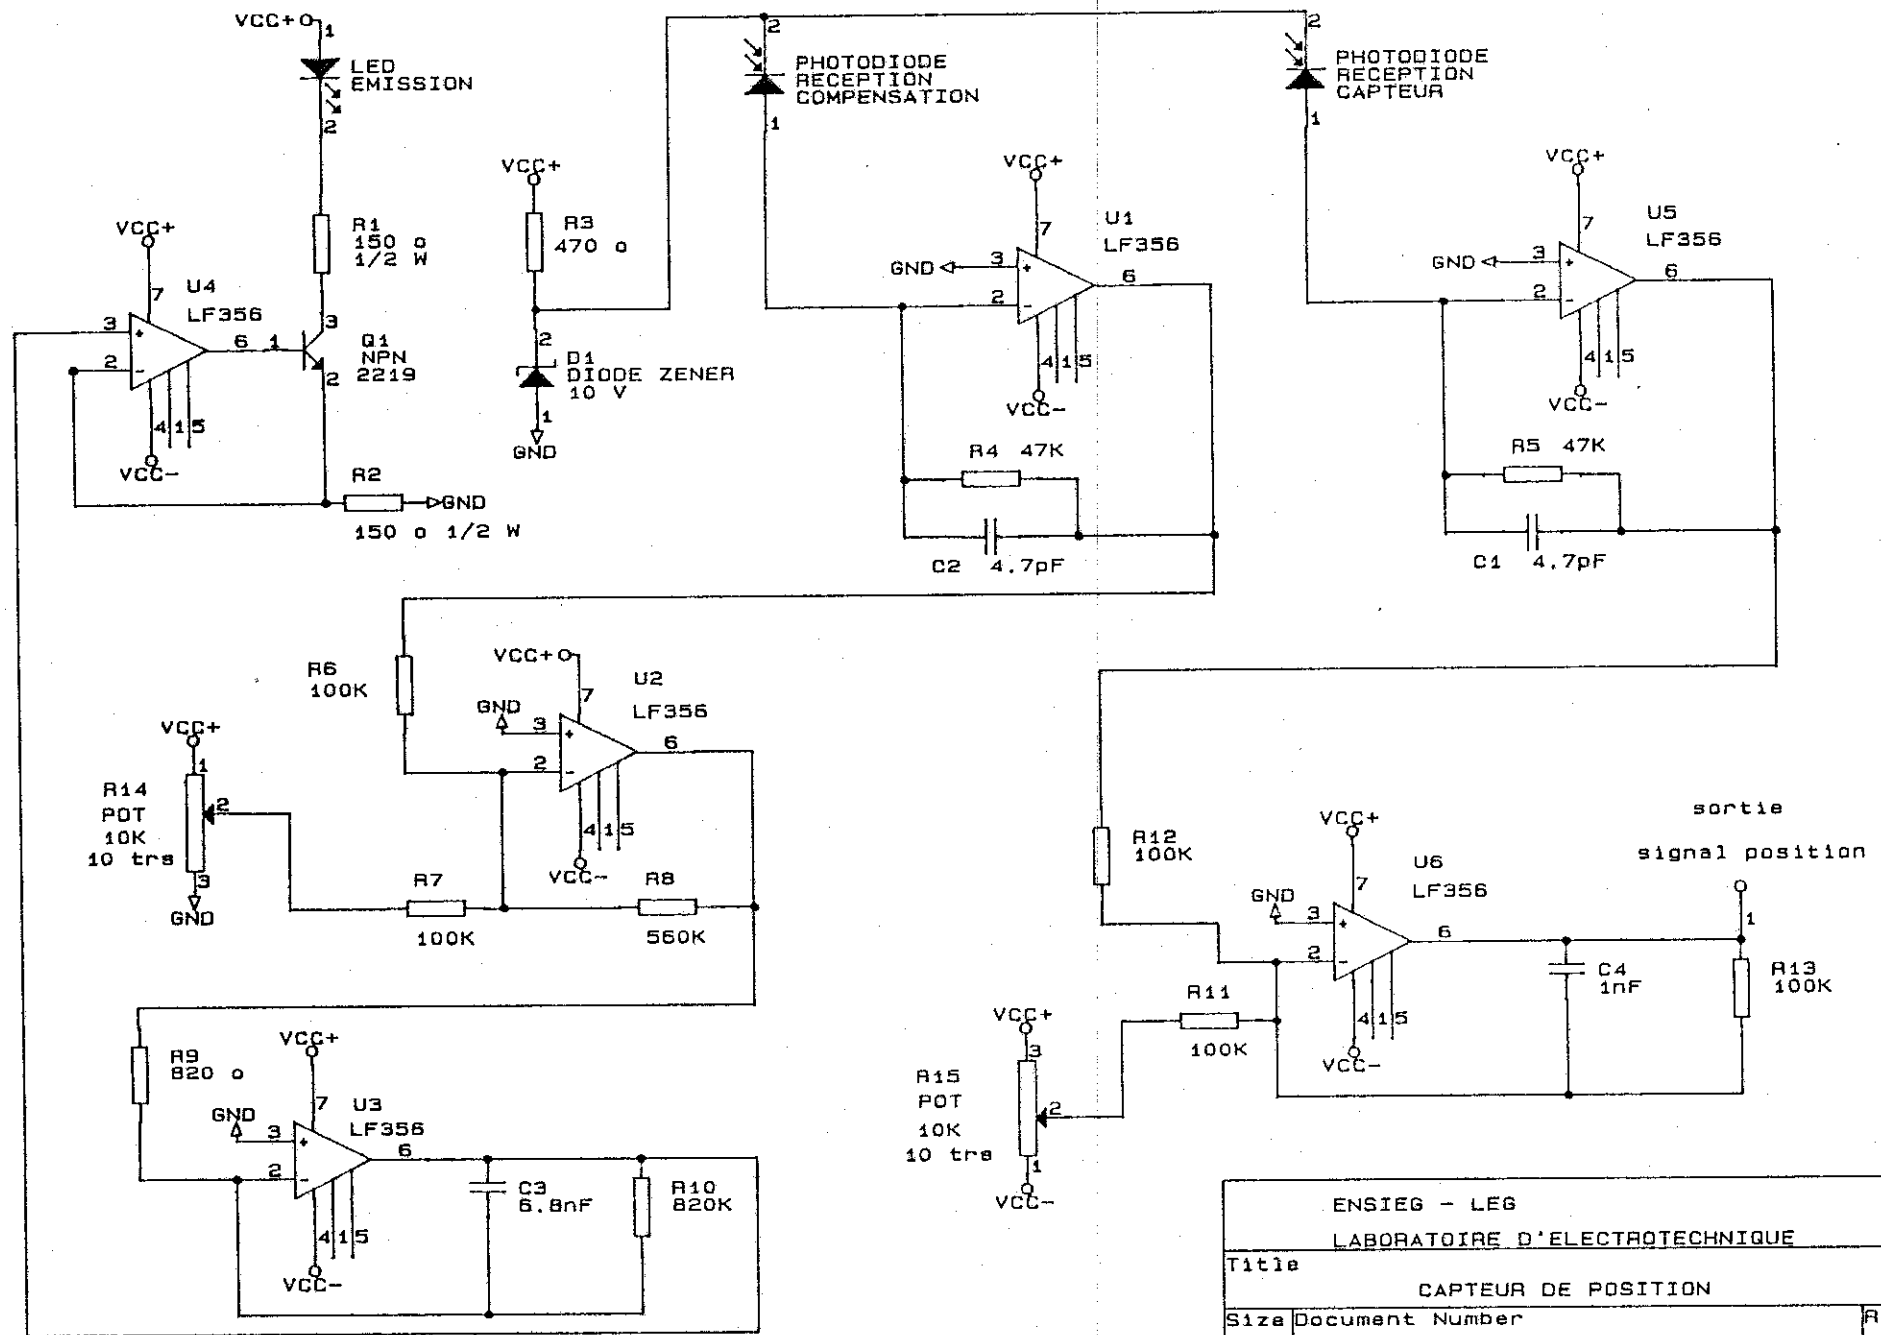 VCC+
1
LED
EMISSION
2
R1
150 o
1/2 W
VCC+
7
U4
LF356
3
+
2
-
6
1
3
Q1
NPN
2219
2
4 1 5
VCC-
R2
GND
150 o 1/2 W
VCC+
R3
470 o
2
D1
DIODE ZENER
10 V
1
GND
2
PHOTODIODE
RECEPTION
COMPENSATION
1
VCC+
7
U1
LF356
GND
3
+
2
-
6
4 1 5
VCC-
R4 47K
C2 4.7pF
2
PHOTODIODE
RECEPTION
CAPTEUR
1
VCC+
7
U5
LF356
GND
3
+
2
-
6
4 1 5
VCC-
R5 47K
C1 4.7pF
R6
100K
VCC+
7
U2
LF356
GND
3
+
2
-
6
4 1 5
VCC-
VCC+
1
R14
POT
10K
10 trs
2
3
GND
R7
100K
R8
560K
R9
820 o
VCC+
7
U3
LF356
GND
3
+
2
-
6
4 1 5
VCC-
C3
6.8nF
R10
820K
R12
100K
VCC+
7
U6
LF356
GND
3
+
2
-
6
4 1 5
VCC-
sortie
signal position
1
C4
1nF
R13
100K
R11
100K
VCC+
3
R15
POT
10K
10 trs
2
1
VCC-
ENSIEG - LEG
LABORATOIRE D'ELECTROTECHNIQUE
Title
CAPTEUR DE POSITION
Size Document Number R